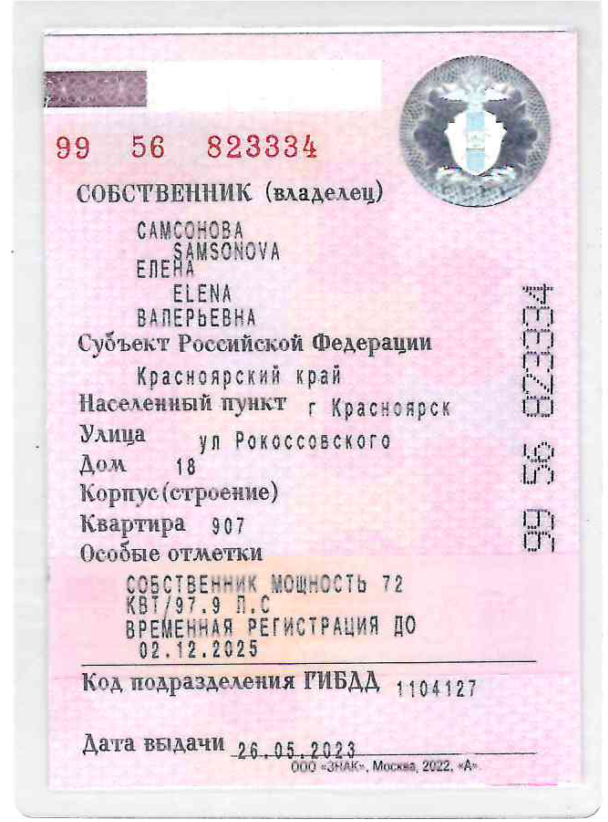 99 56 823334
СОБСТВЕННИК (владелец)
САМСОНОВА
SAMSONOVA
ЕЛЕНА
ELENA
ВАЛЕРЬЕВНА
Субъект Российской Федерации
Красноярский край
Населенный пункт г Красноярск
Улица ул Рокоссовского
Дом 18
Корпус(строение)
Квартира 907
Особые отметки
СОБСТВЕННИК МОЩНОСТЬ 72
КВТ/97.9 Л.С
ВРЕМЕННАЯ РЕГИСТРАЦИЯ ДО
02.12.2025
Код подразделения ГИБДД 1104127
Дата выдачи 26.05.2023
ООО «ЗНАК», Москва, 2022, «А».
99 56 823334